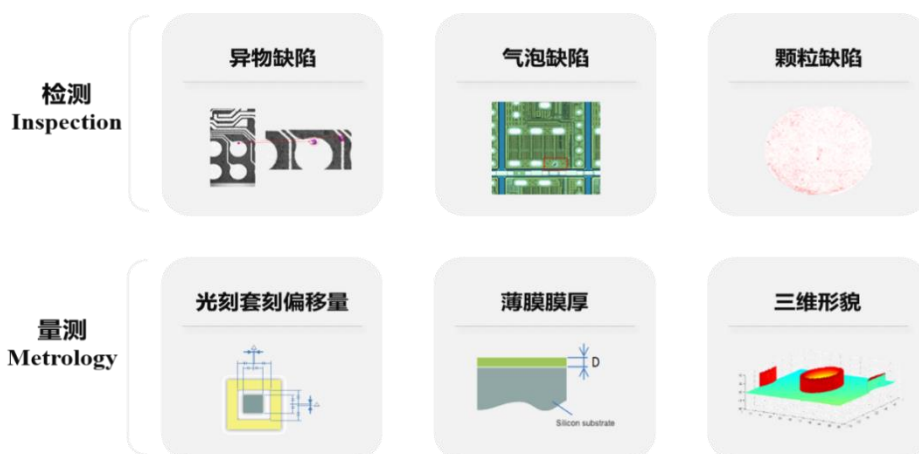 检测
Inspection
异物缺陷
气泡缺陷
颗粒缺陷
量测
Metrology
光刻套刻偏移量
薄膜膜厚
三维形貌
D
Silicon substrate